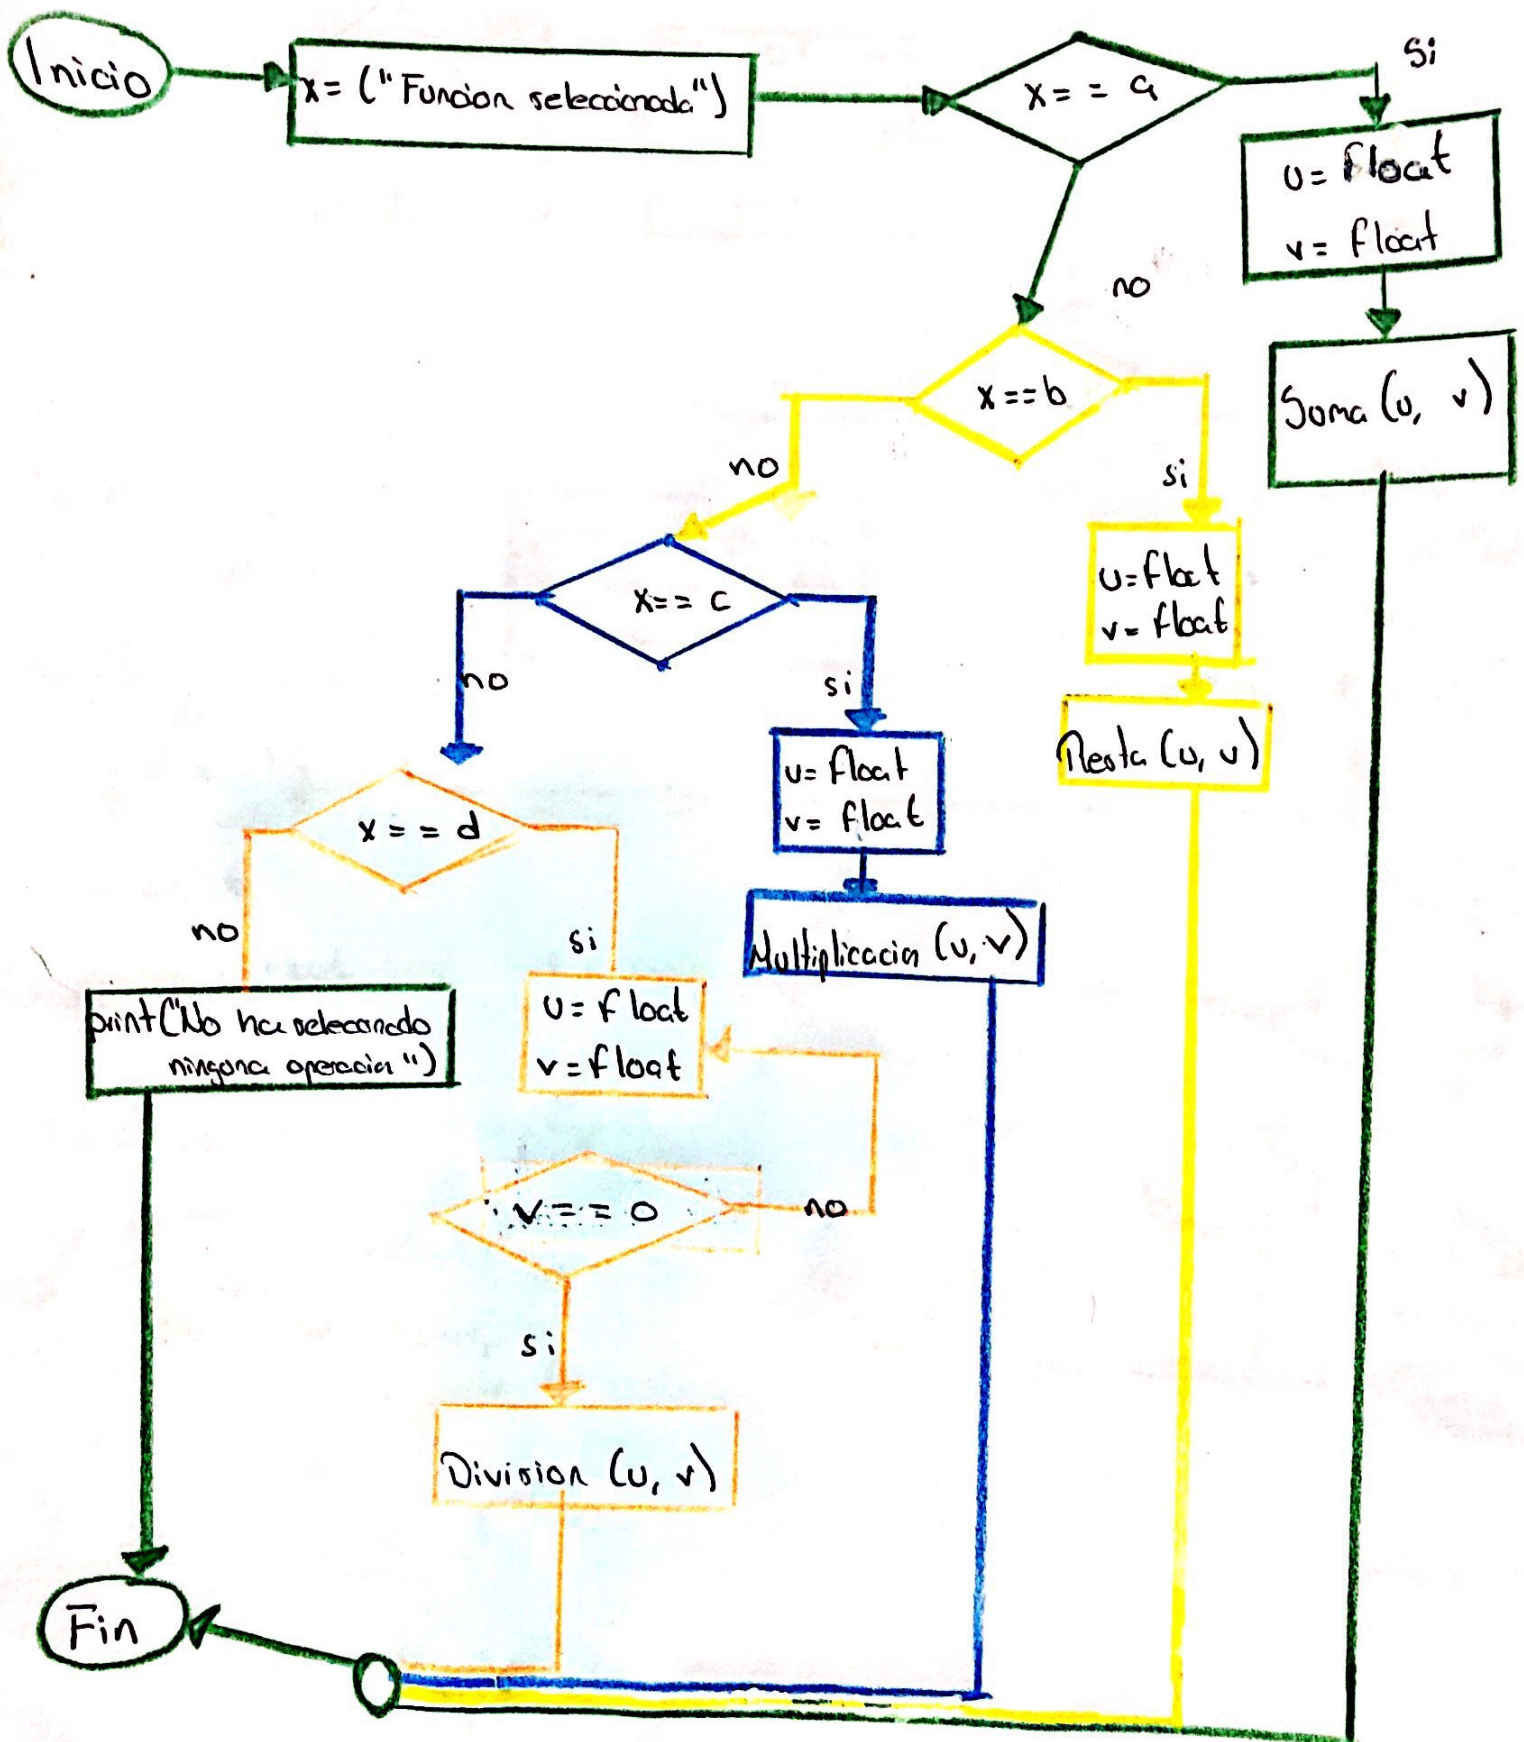 Inicio
x= ("Funcion seleccionada")
x = = a
Si
u= float
v= float
no
Suma (u, v)
x ==b
no
si
u=float
v= float
x== c
no
si
Resta (u, v)
u= float
v= float
x = = d
no
si
Multiplicacion (u, v)
print("No ha seleccionado
ninguna operacion")
u= float
v=float
v = = 0
no
si
Division (u, v)
Fin